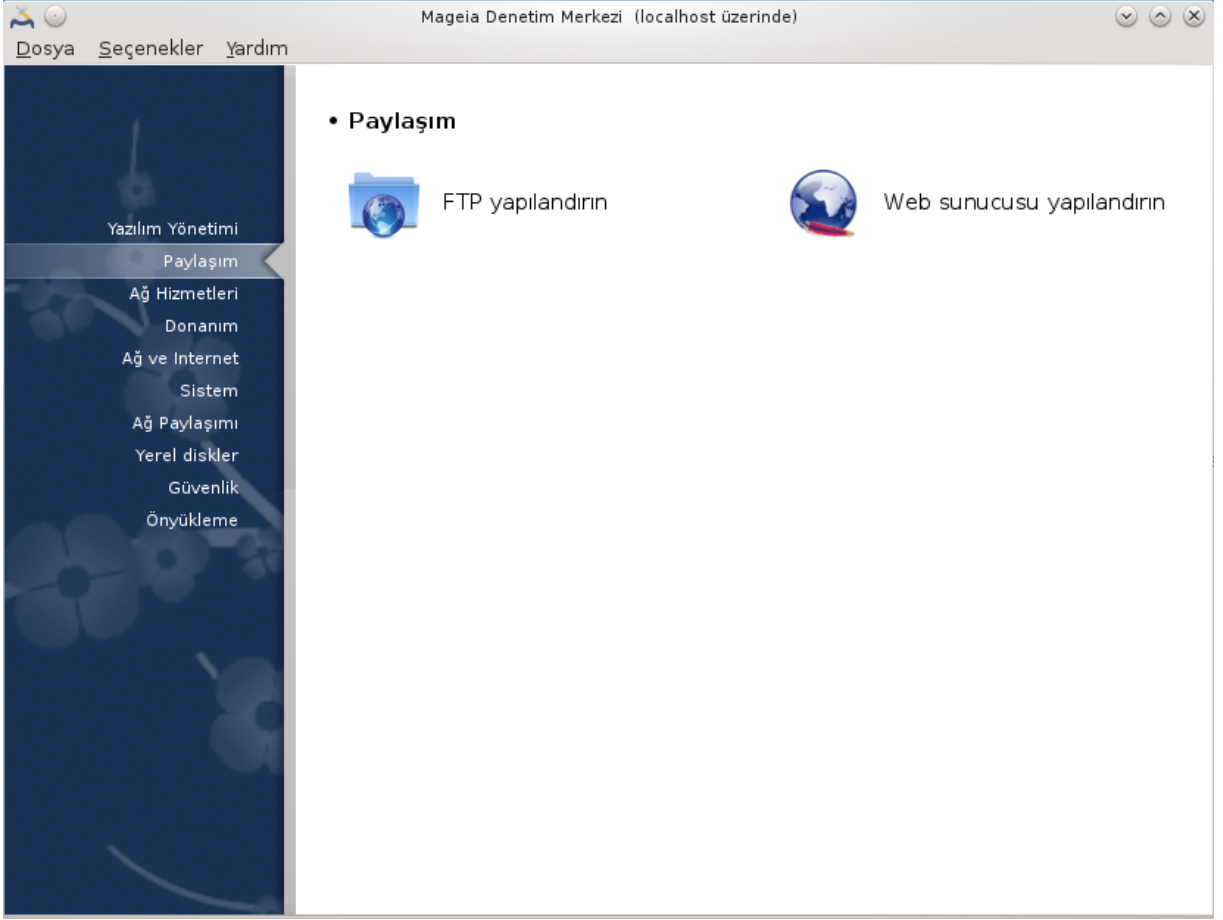 Mageia Denetim Merkezi (localhost üzerinde)
Dosya Seçenekler Yardım
• Paylaşım
FTP yapılandırın
Web sunucusu yapılandırın
Yazılım Yönetimi
Paylaşım
Ağ Hizmetleri
Donanım
Ağ ve Internet
Sistem
Ağ Paylaşımı
Yerel diskler
Güvenlik
Önyükleme